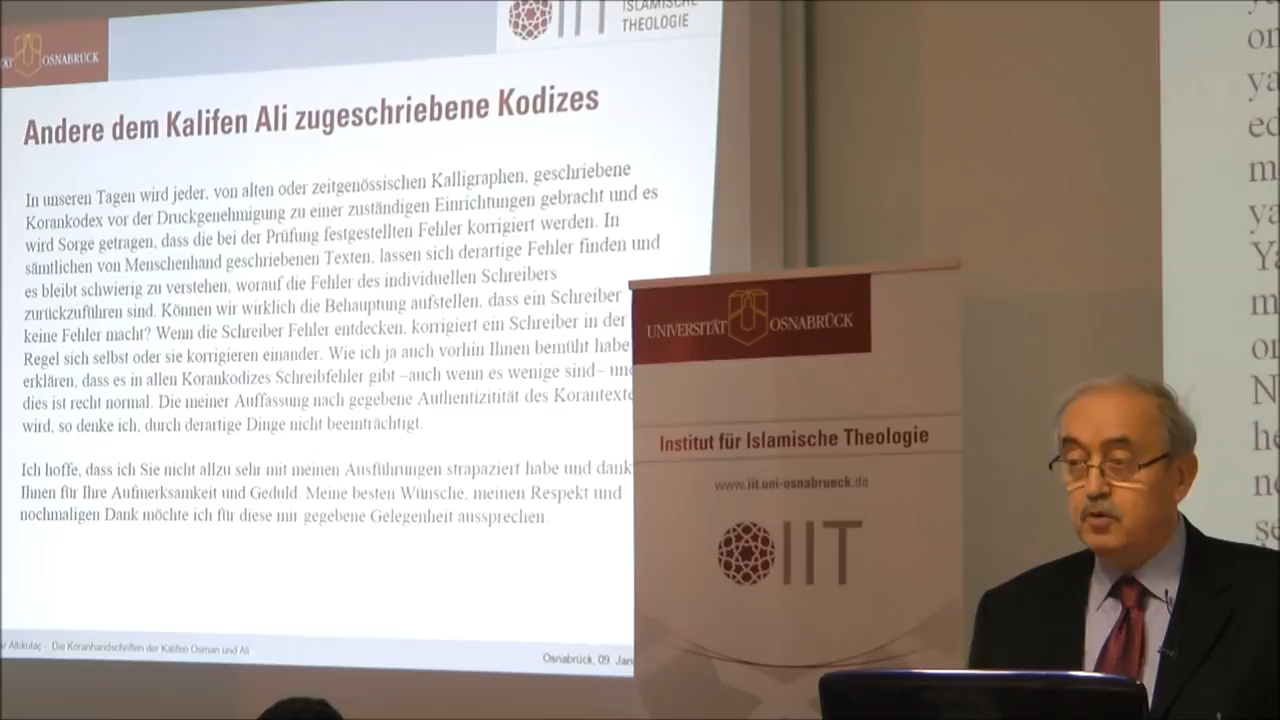 ÄT OSNABRÜCK
IIT
ISLAMISCHE
THEOLOGIE
Andere dem Kalifen Ali zugeschriebene Kodizes
In unseren Tagen wird jeder, von alten oder zeitgenössischen Kalligraphen, geschriebene
Korankodex vor der Druckgenehmigung zu einer zuständigen Einrichtungen gebracht und es
wird Sorge getragen, dass die bei der Prüfung festgestellten Fehler korrigiert werden. In
sämtlichen von Menschenhand geschriebenen Texten, lassen sich derartige Fehler finden und
es bleibt schwierig zu verstehen, worauf die Fehler des individuellen Schreibers
zurückzuführen sind. Können wir wirklich die Behauptung aufstellen, dass ein Schreiber
keine Fehler macht? Wenn die Schreiber Fehler entdecken, korrigiert ein Schreiber in der
Regel sich selbst oder sie korrigieren einander. Wie ich ja auch vorhin Ihnen bemüht habe
erklären, dass es in allen Korankodizes Schreibfehler gibt –auch wenn es wenige sind– und
dies ist recht normal. Die meiner Auffassung nach gegebene Authentizitität des Korantexte
wird, so denke ich, durch derartige Dinge nicht beeinträchtigt.
Ich hoffe, dass ich Sie nicht allzu sehr mit meinen Ausführungen strapaziert habe und dank
Ihnen für Ihre Aufmerksamkeit und Geduld. Meine besten Wünsche, meinen Respekt und
nochmaligen Dank möchte ich für diese mir gegebene Gelegenheit aussprechen.
r Altıkulaç - Die Koranhandschriften der Kalifen Osman und Ali
Osnabrück, 09. Jan
UNIVERSITÄT OSNABRÜCK
Institut für Islamische Theologie
www.iit.uni-osnabrueck.de
IIT